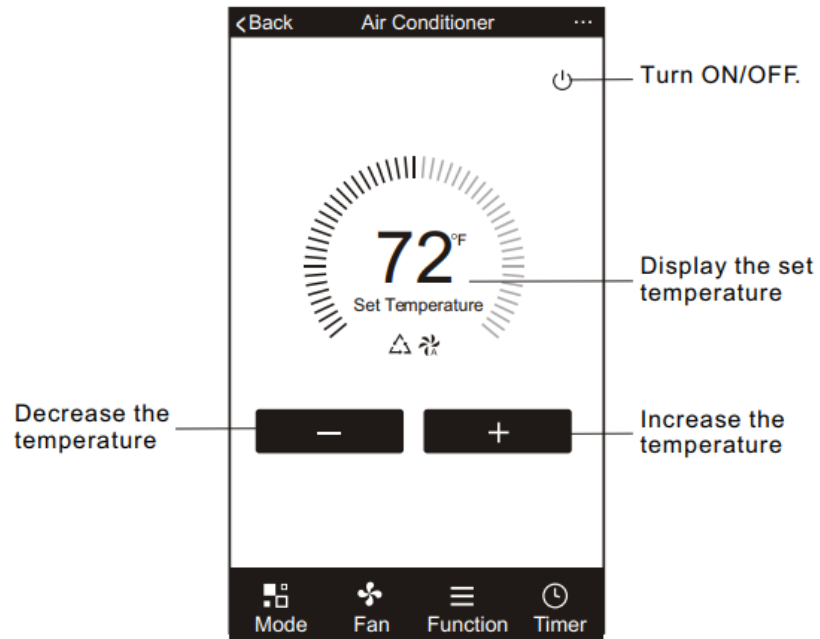 Back Air Conditioner ...
Turn ON/OFF.
72°F
Set Temperature
A
Display the set
temperature
Decrease the
temperature
Increase the
temperature
− +
Mode Fan Function Timer